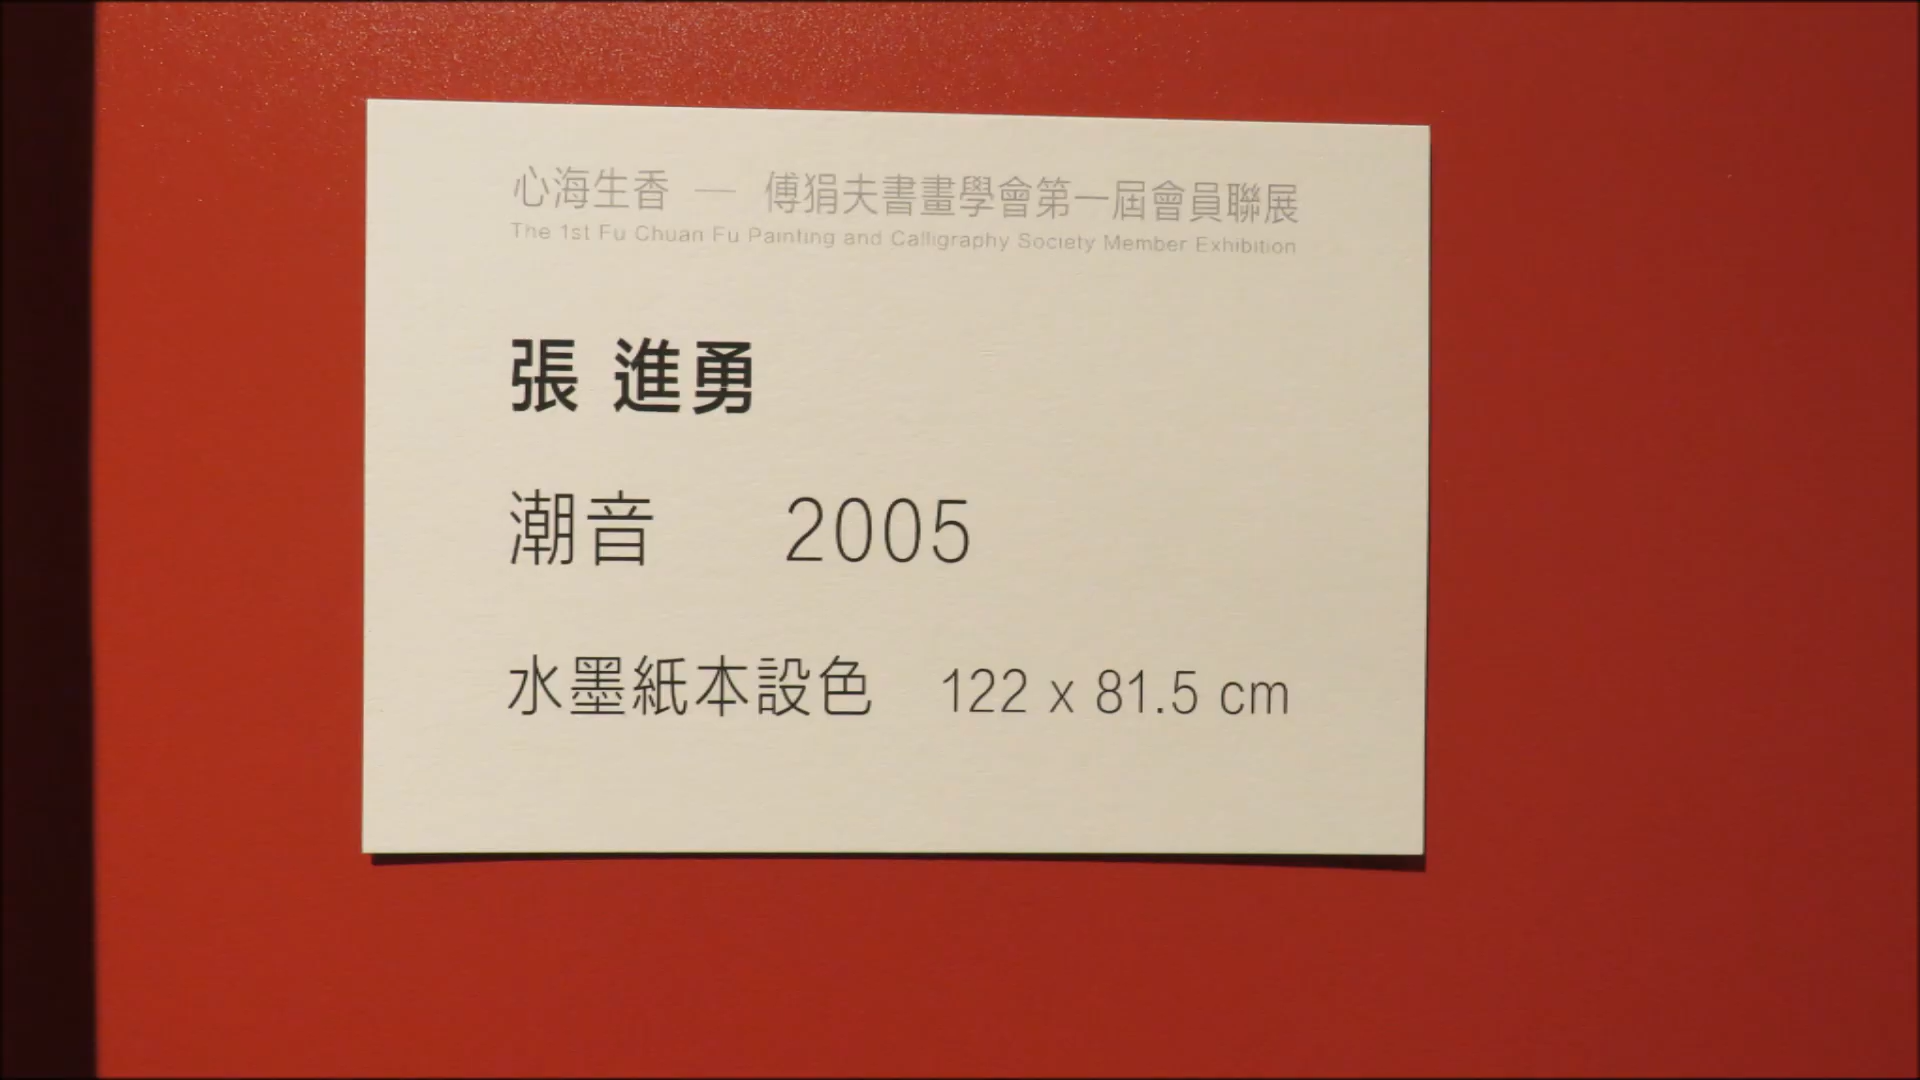 心海生香 — 傅狷夫書畫學會第一屆會員聯展
The 1st Fu Chuan Fu Painting and Calligraphy Society Member Exhibition
張 進勇
潮音 2005
水墨紙本設色 122 x 81.5 cm